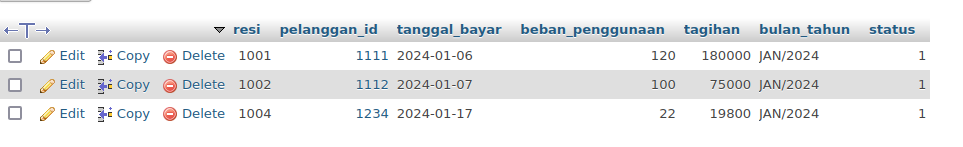 ←T→ ▼ resi pelanggan_id tanggal_bayar beban_penggunaan tagihan bulan_tahun status
Edit Copy Delete 1001 1111 2024-01-06 120 180000 JAN/2024 1
Edit Copy Delete 1002 1112 2024-01-07 100 75000 JAN/2024 1
Edit Copy Delete 1004 1234 2024-01-17 22 19800 JAN/2024 1